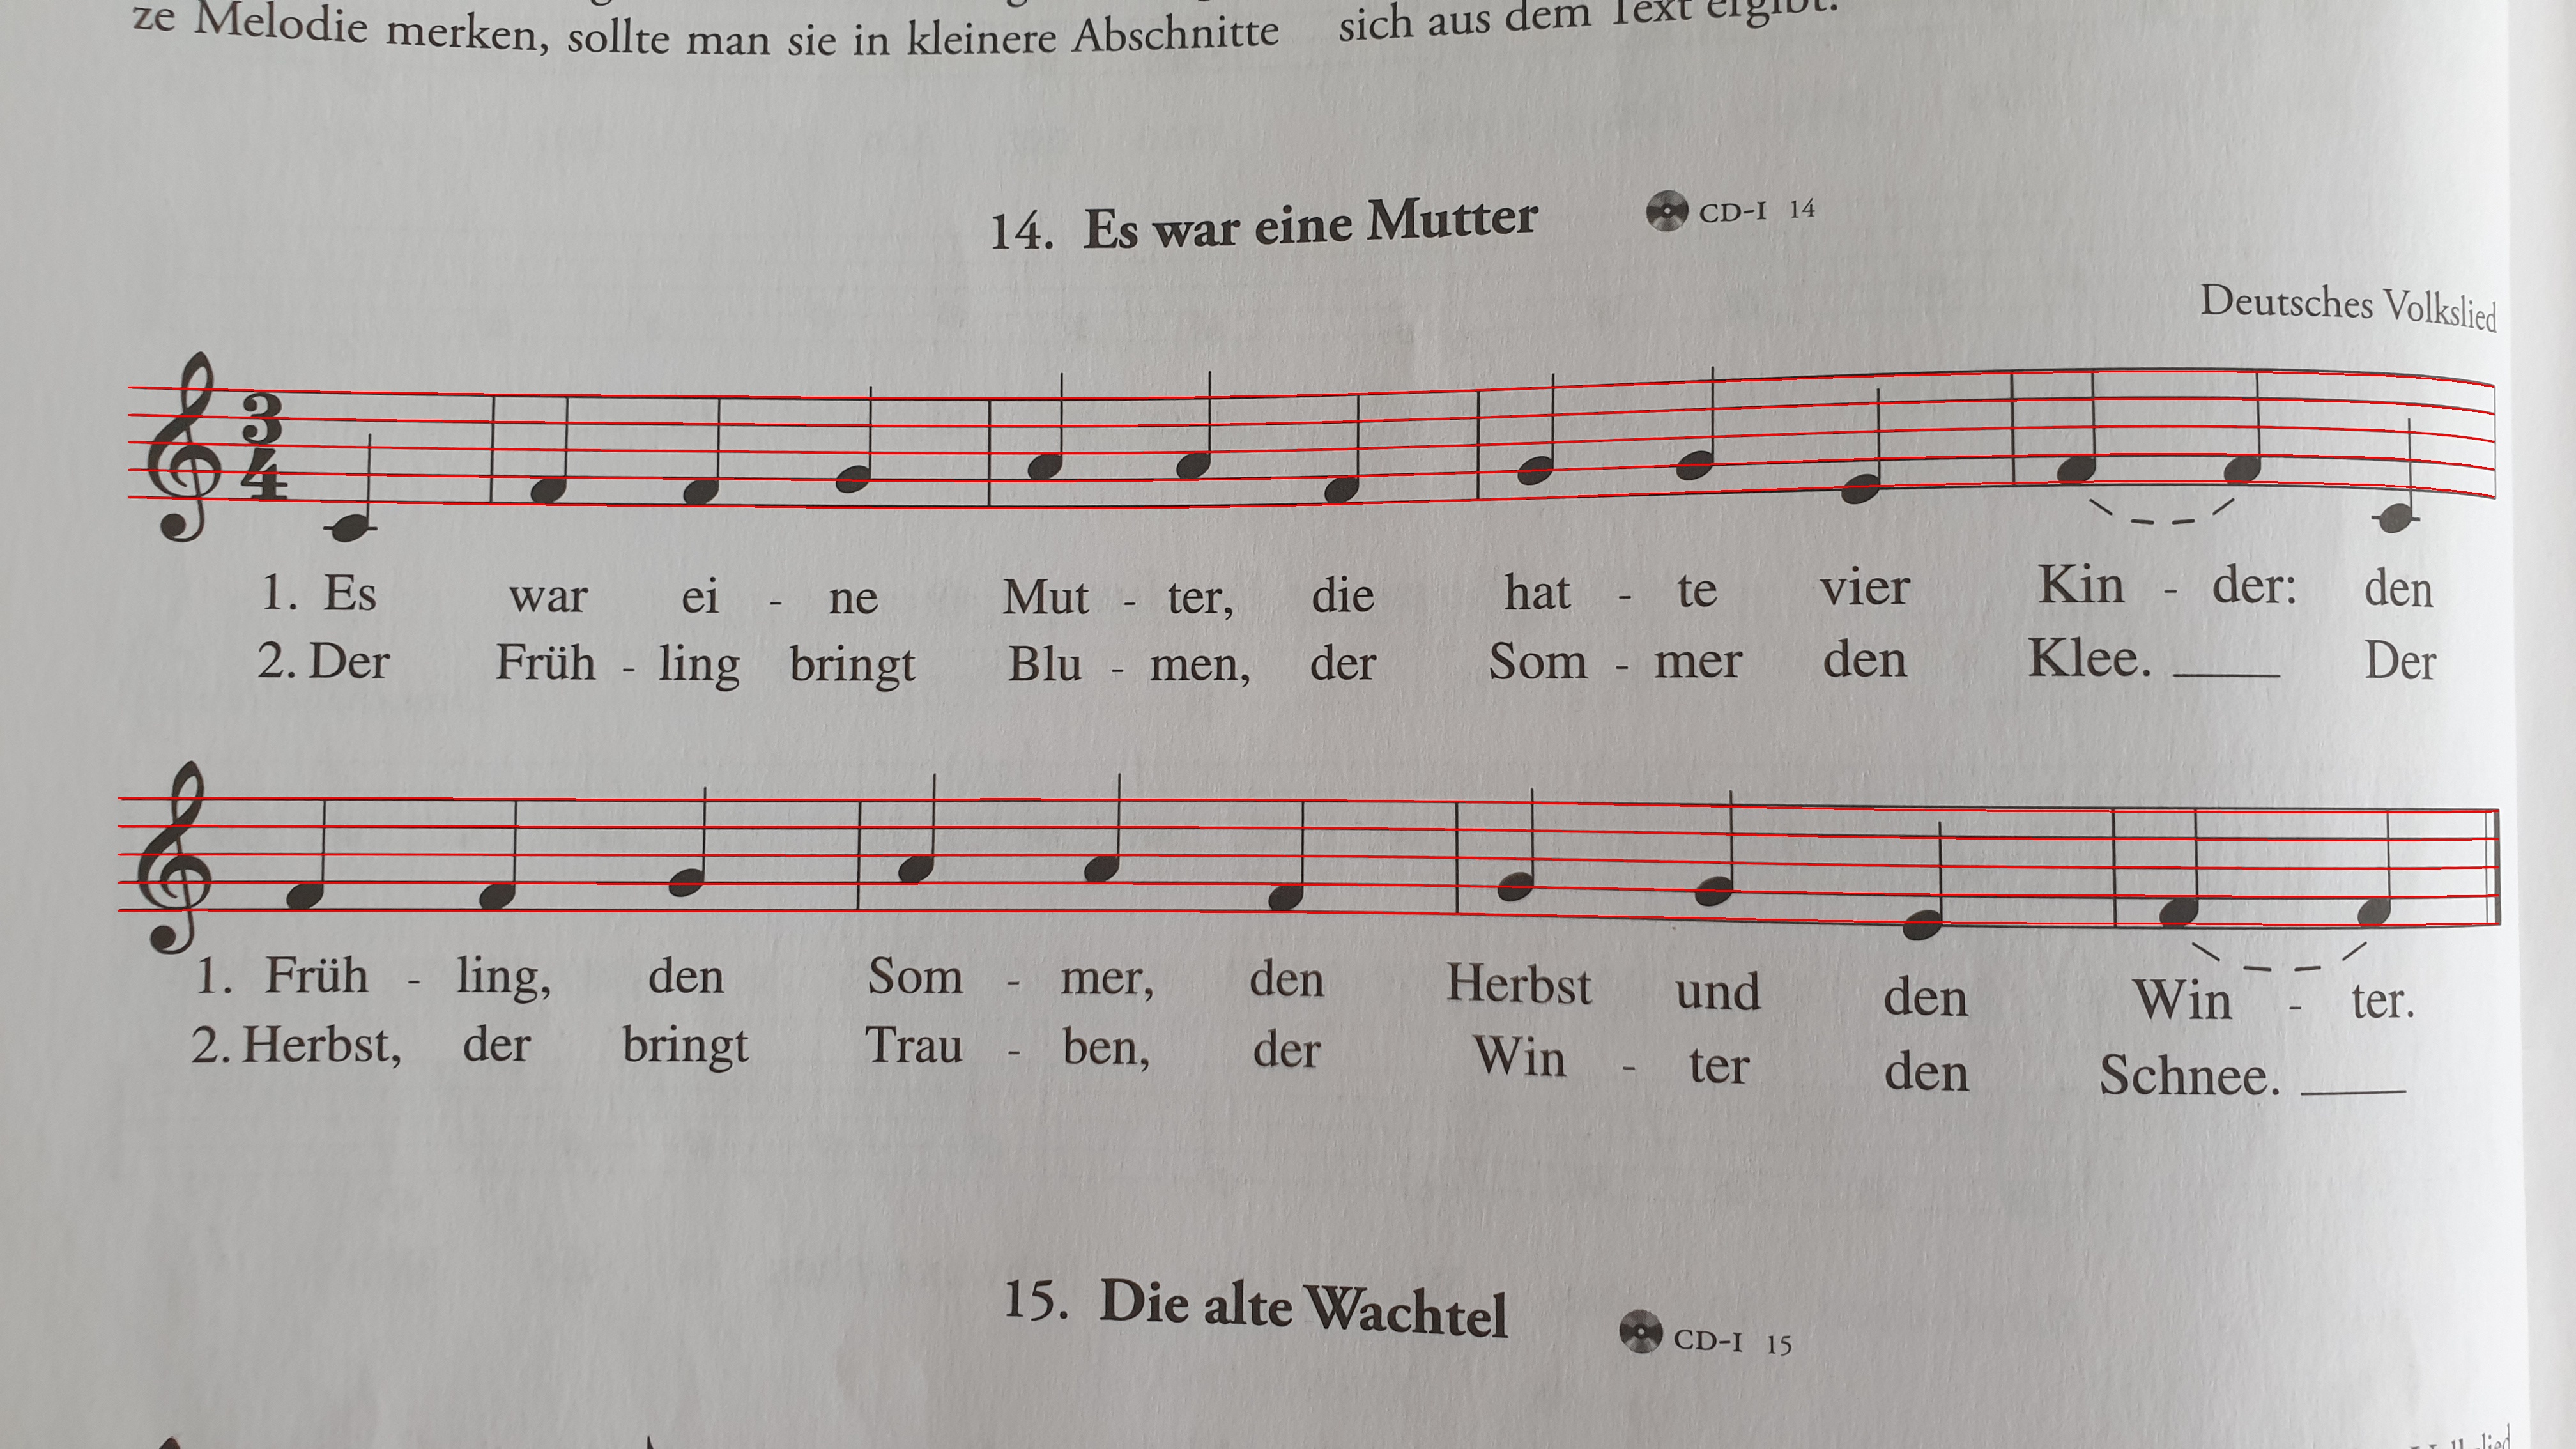 ze Melodie merken, sollte man sie in kleinere Abschnitte sich aus dem Text ergibt.
14. Es war eine Mutter CD-I 14
Deutsches Volkslied
3
4
1. Es war ei - ne Mut - ter, die hat - te vier Kin - der: den
2. Der Früh - ling bringt Blu - men, der Som - mer den Klee. Der
1. Früh - ling, den Som - mer, den Herbst und den Win - ter.
2. Herbst, der bringt Trau - ben, der Win - ter den Schnee.
15. Die alte Wachtel CD-I 15